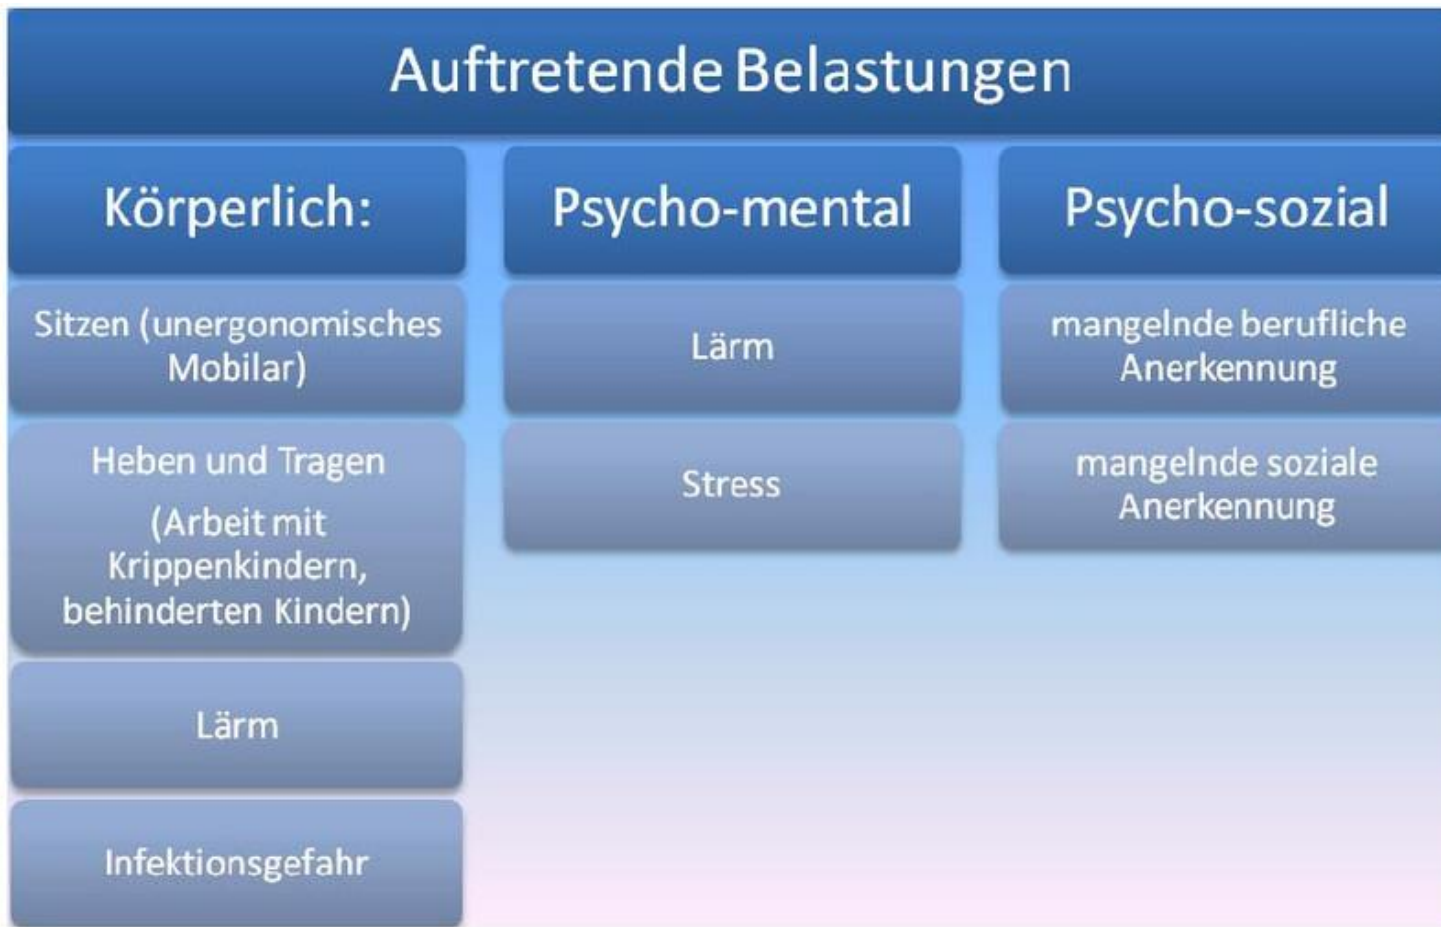 Auftretende Belastungen
Körperlich:
Sitzen (unergonomisches
Mobilar)
Heben und Tragen
(Arbeit mit
Krippenkindern,
behinderten Kindern)
Lärm
Infektionsgefahr
Psycho-mental
Lärm
Stress
Psycho-sozial
mangelnde berufliche
Anerkennung
mangelnde soziale
Anerkennung